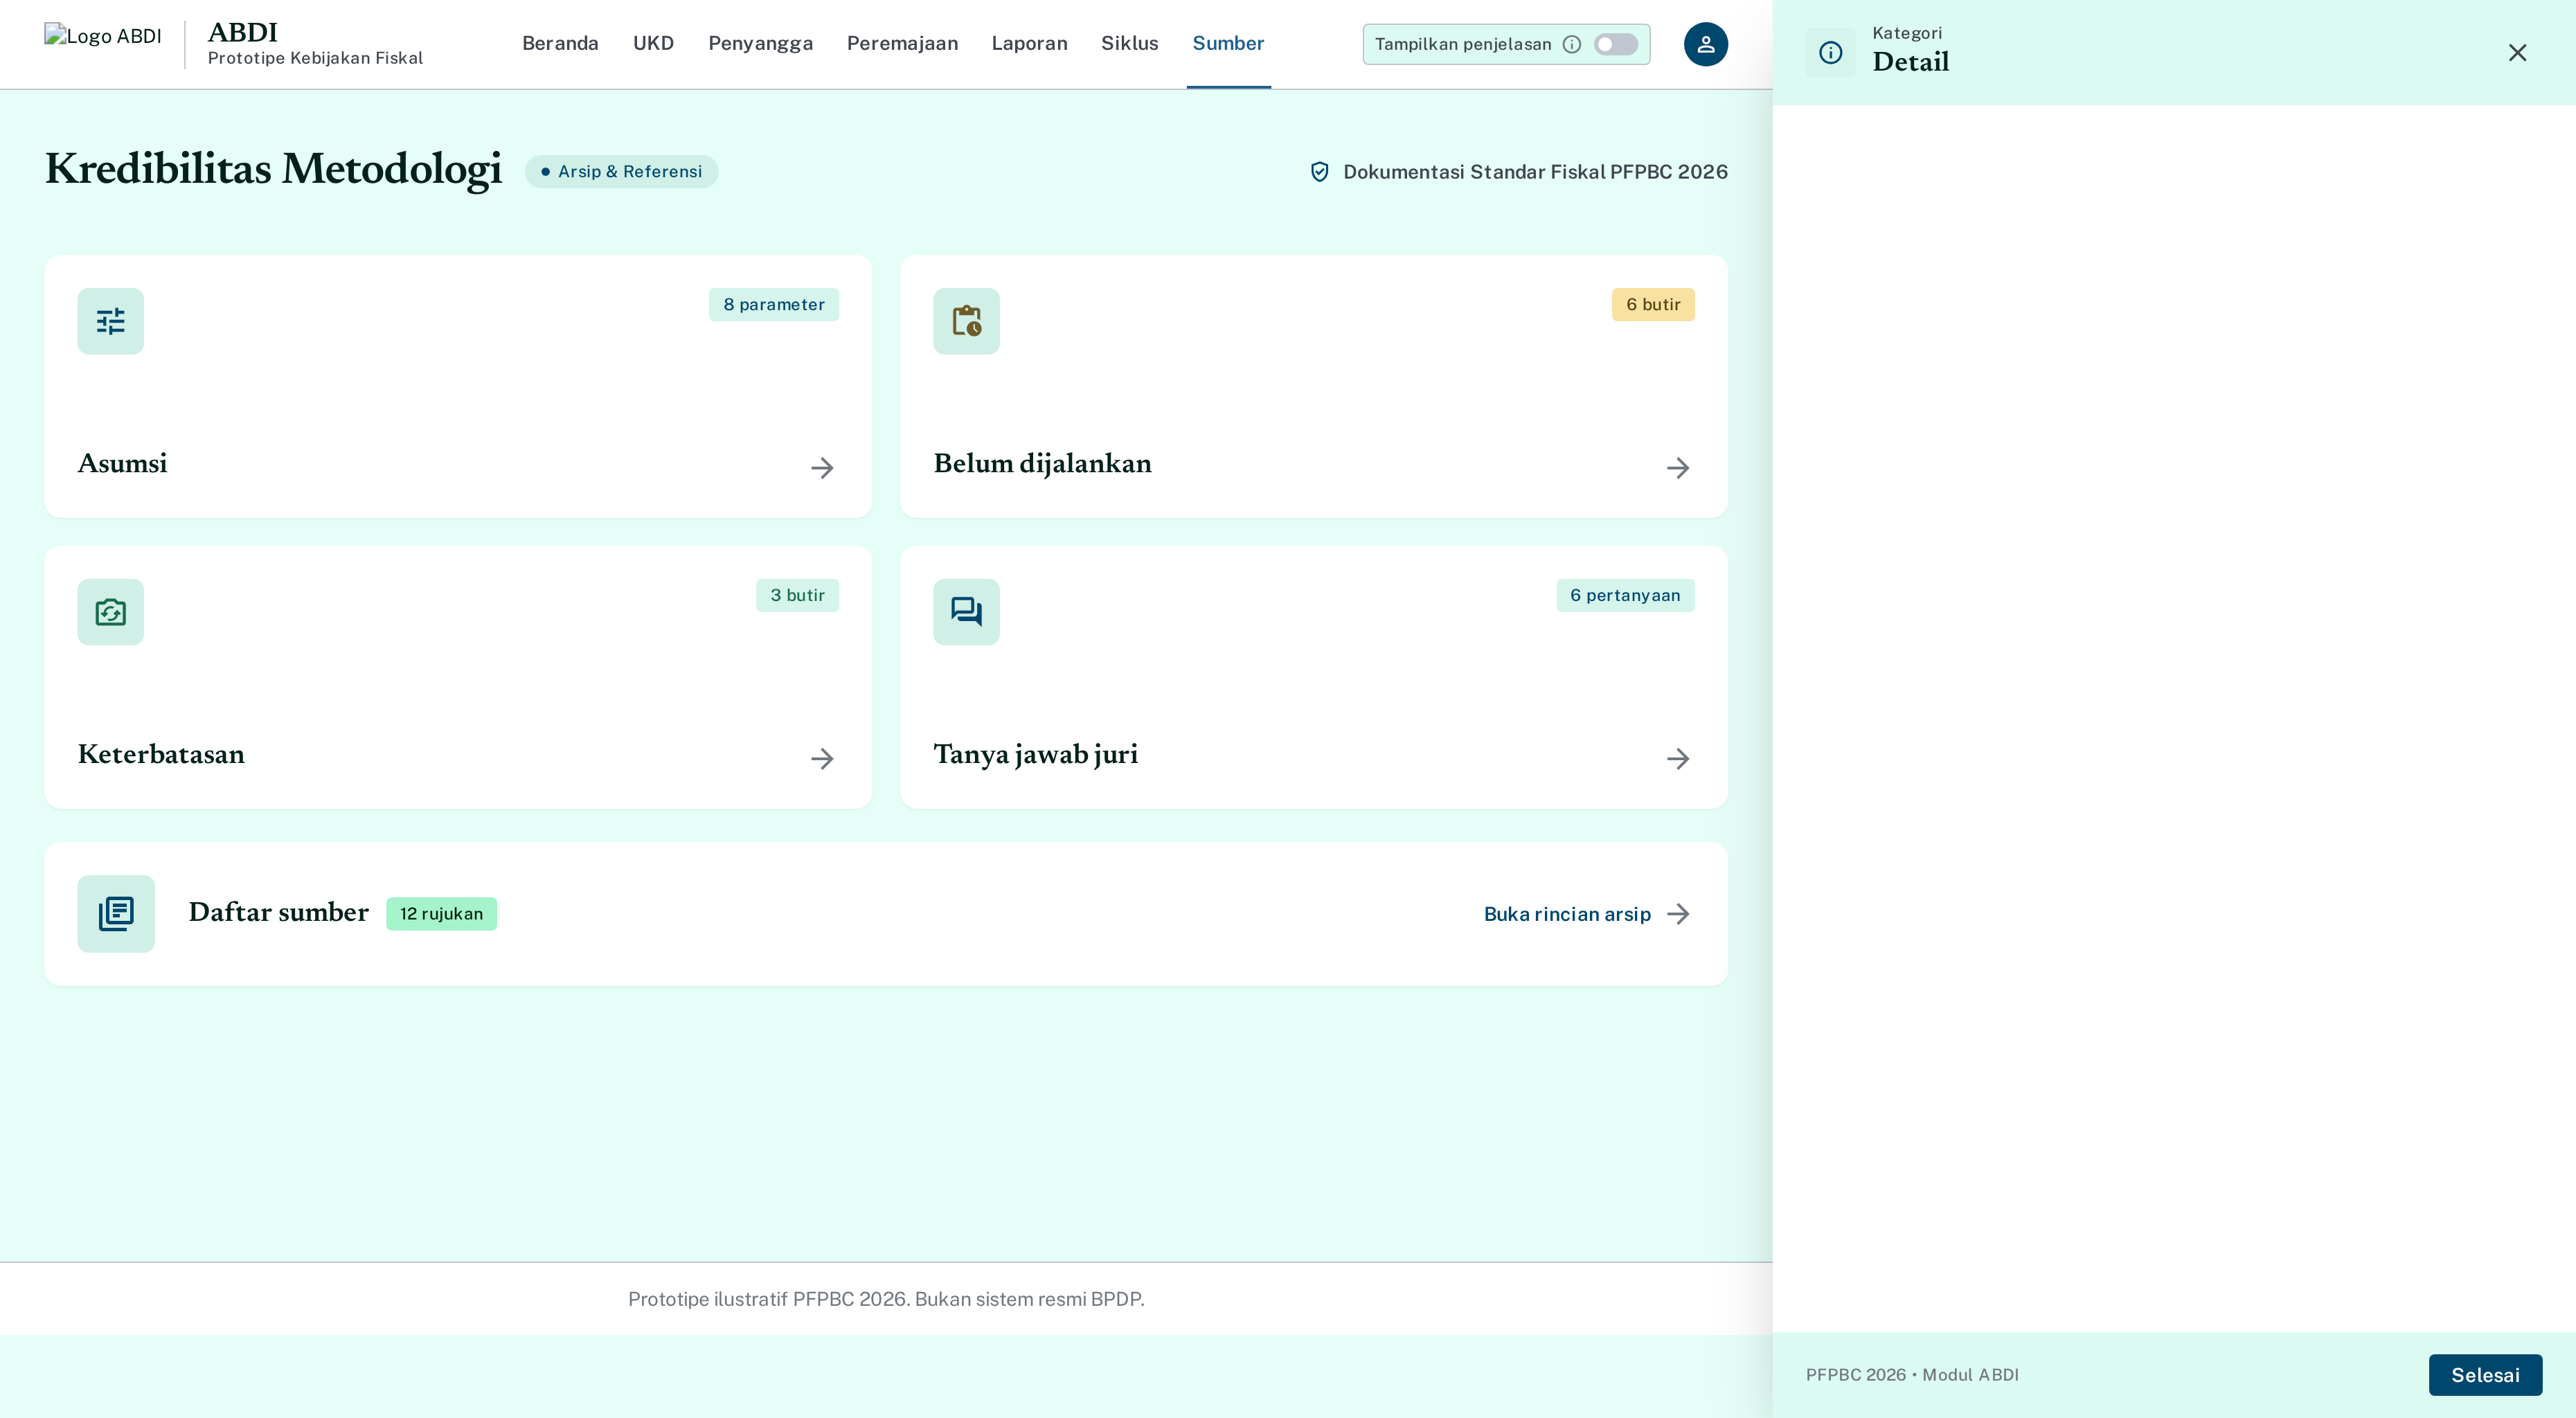 Logo ABDI
ABDI
Prototipe Kebijakan Fiskal
Beranda
UKD
Penyangga
Peremajaan
Laporan
Siklus
Sumber
Tampilkan penjelasan
Kategori
Detail
Kredibilitas Metodologi
Arsip & Referensi
Dokumentasi Standar Fiskal PFPBC 2026
8 parameter
Asumsi
6 butir
Belum dijalankan
3 butir
Keterbatasan
6 pertanyaan
Tanya jawab juri
Daftar sumber
12 rujukan
Buka rincian arsip
Prototipe ilustratif PFPBC 2026. Bukan sistem resmi BPDP.
PFPBC 2026 • Modul ABDI
Selesai